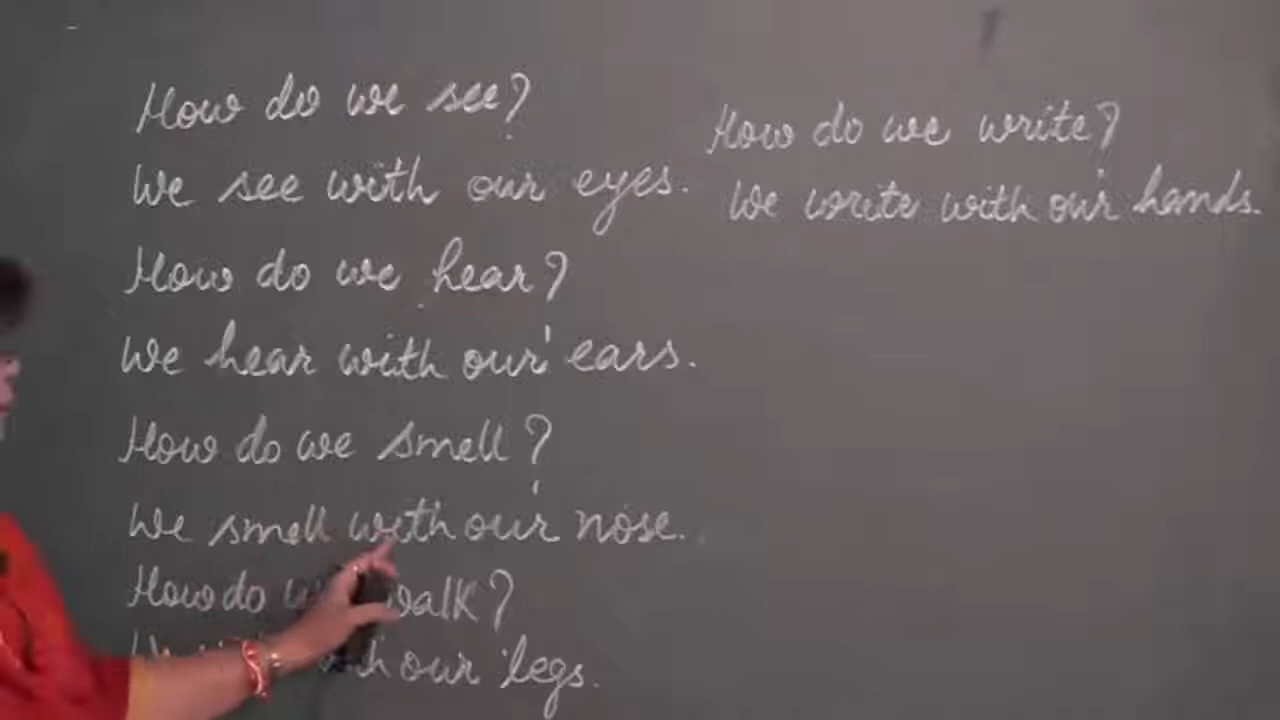 How do we see?
We see with our eyes.
How do we hear?
We hear with our ears.
How do we smell?
We smell with our nose.
How do walk?
our legs.
How do we write?
We write with our hands.